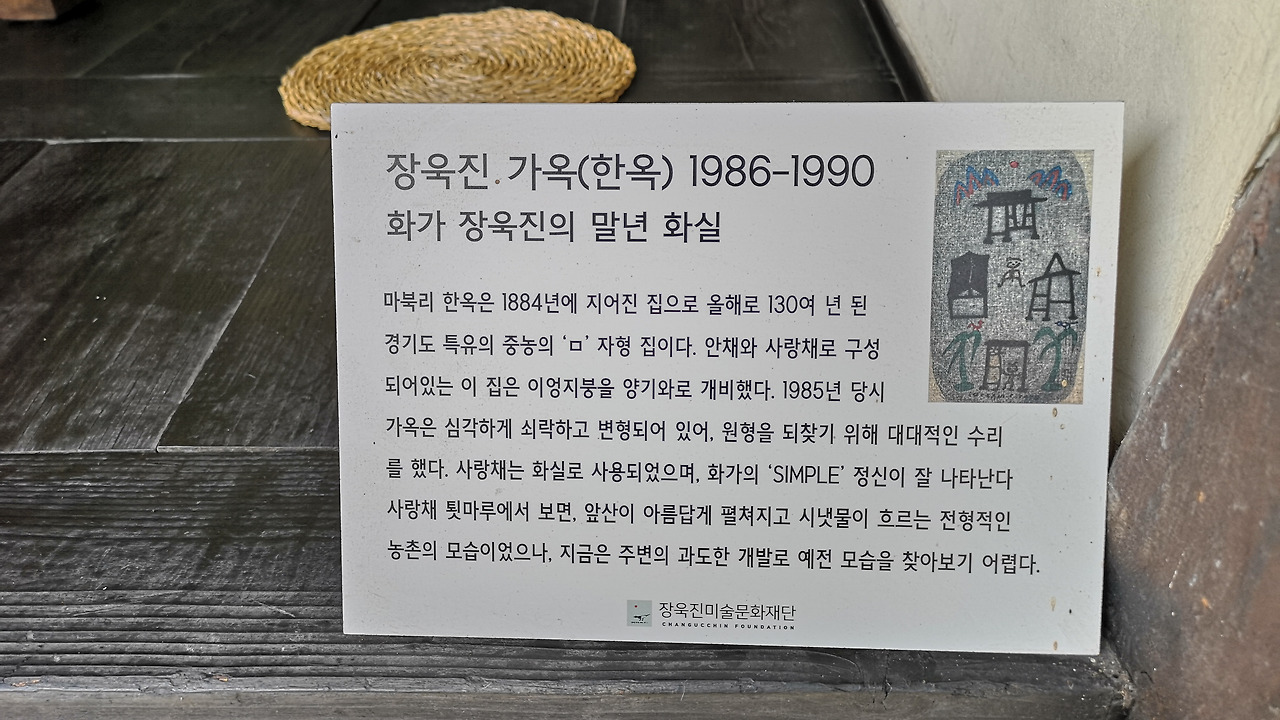 장욱진 가옥(한옥) 1986-1990
화가 장욱진의 말년 화실
마북리 한옥은 1884년에 지어진 집으로 올해로 130여 년 된
경기도 특유의 중농의 ‘ㅁ’ 자형 집이다. 안채와 사랑채로 구성
되어있는 이 집은 이엉지붕을 양기와로 개비했다. 1985년 당시
가옥은 심각하게 쇠락하고 변형되어 있어, 원형을 되찾기 위해 대대적인 수리
를 했다. 사랑채는 화실로 사용되었으며, 화가의 ‘SIMPLE’ 정신이 잘 나타난다
사랑채 툇마루에서 보면, 앞산이 아름답게 펼쳐지고 시냇물이 흐르는 전형적인
농촌의 모습이었으나, 지금은 주변의 과도한 개발로 예전 모습을 찾아보기 어렵다.
장욱진미술문화재단
CHANGUCCHIN FOUNDATION